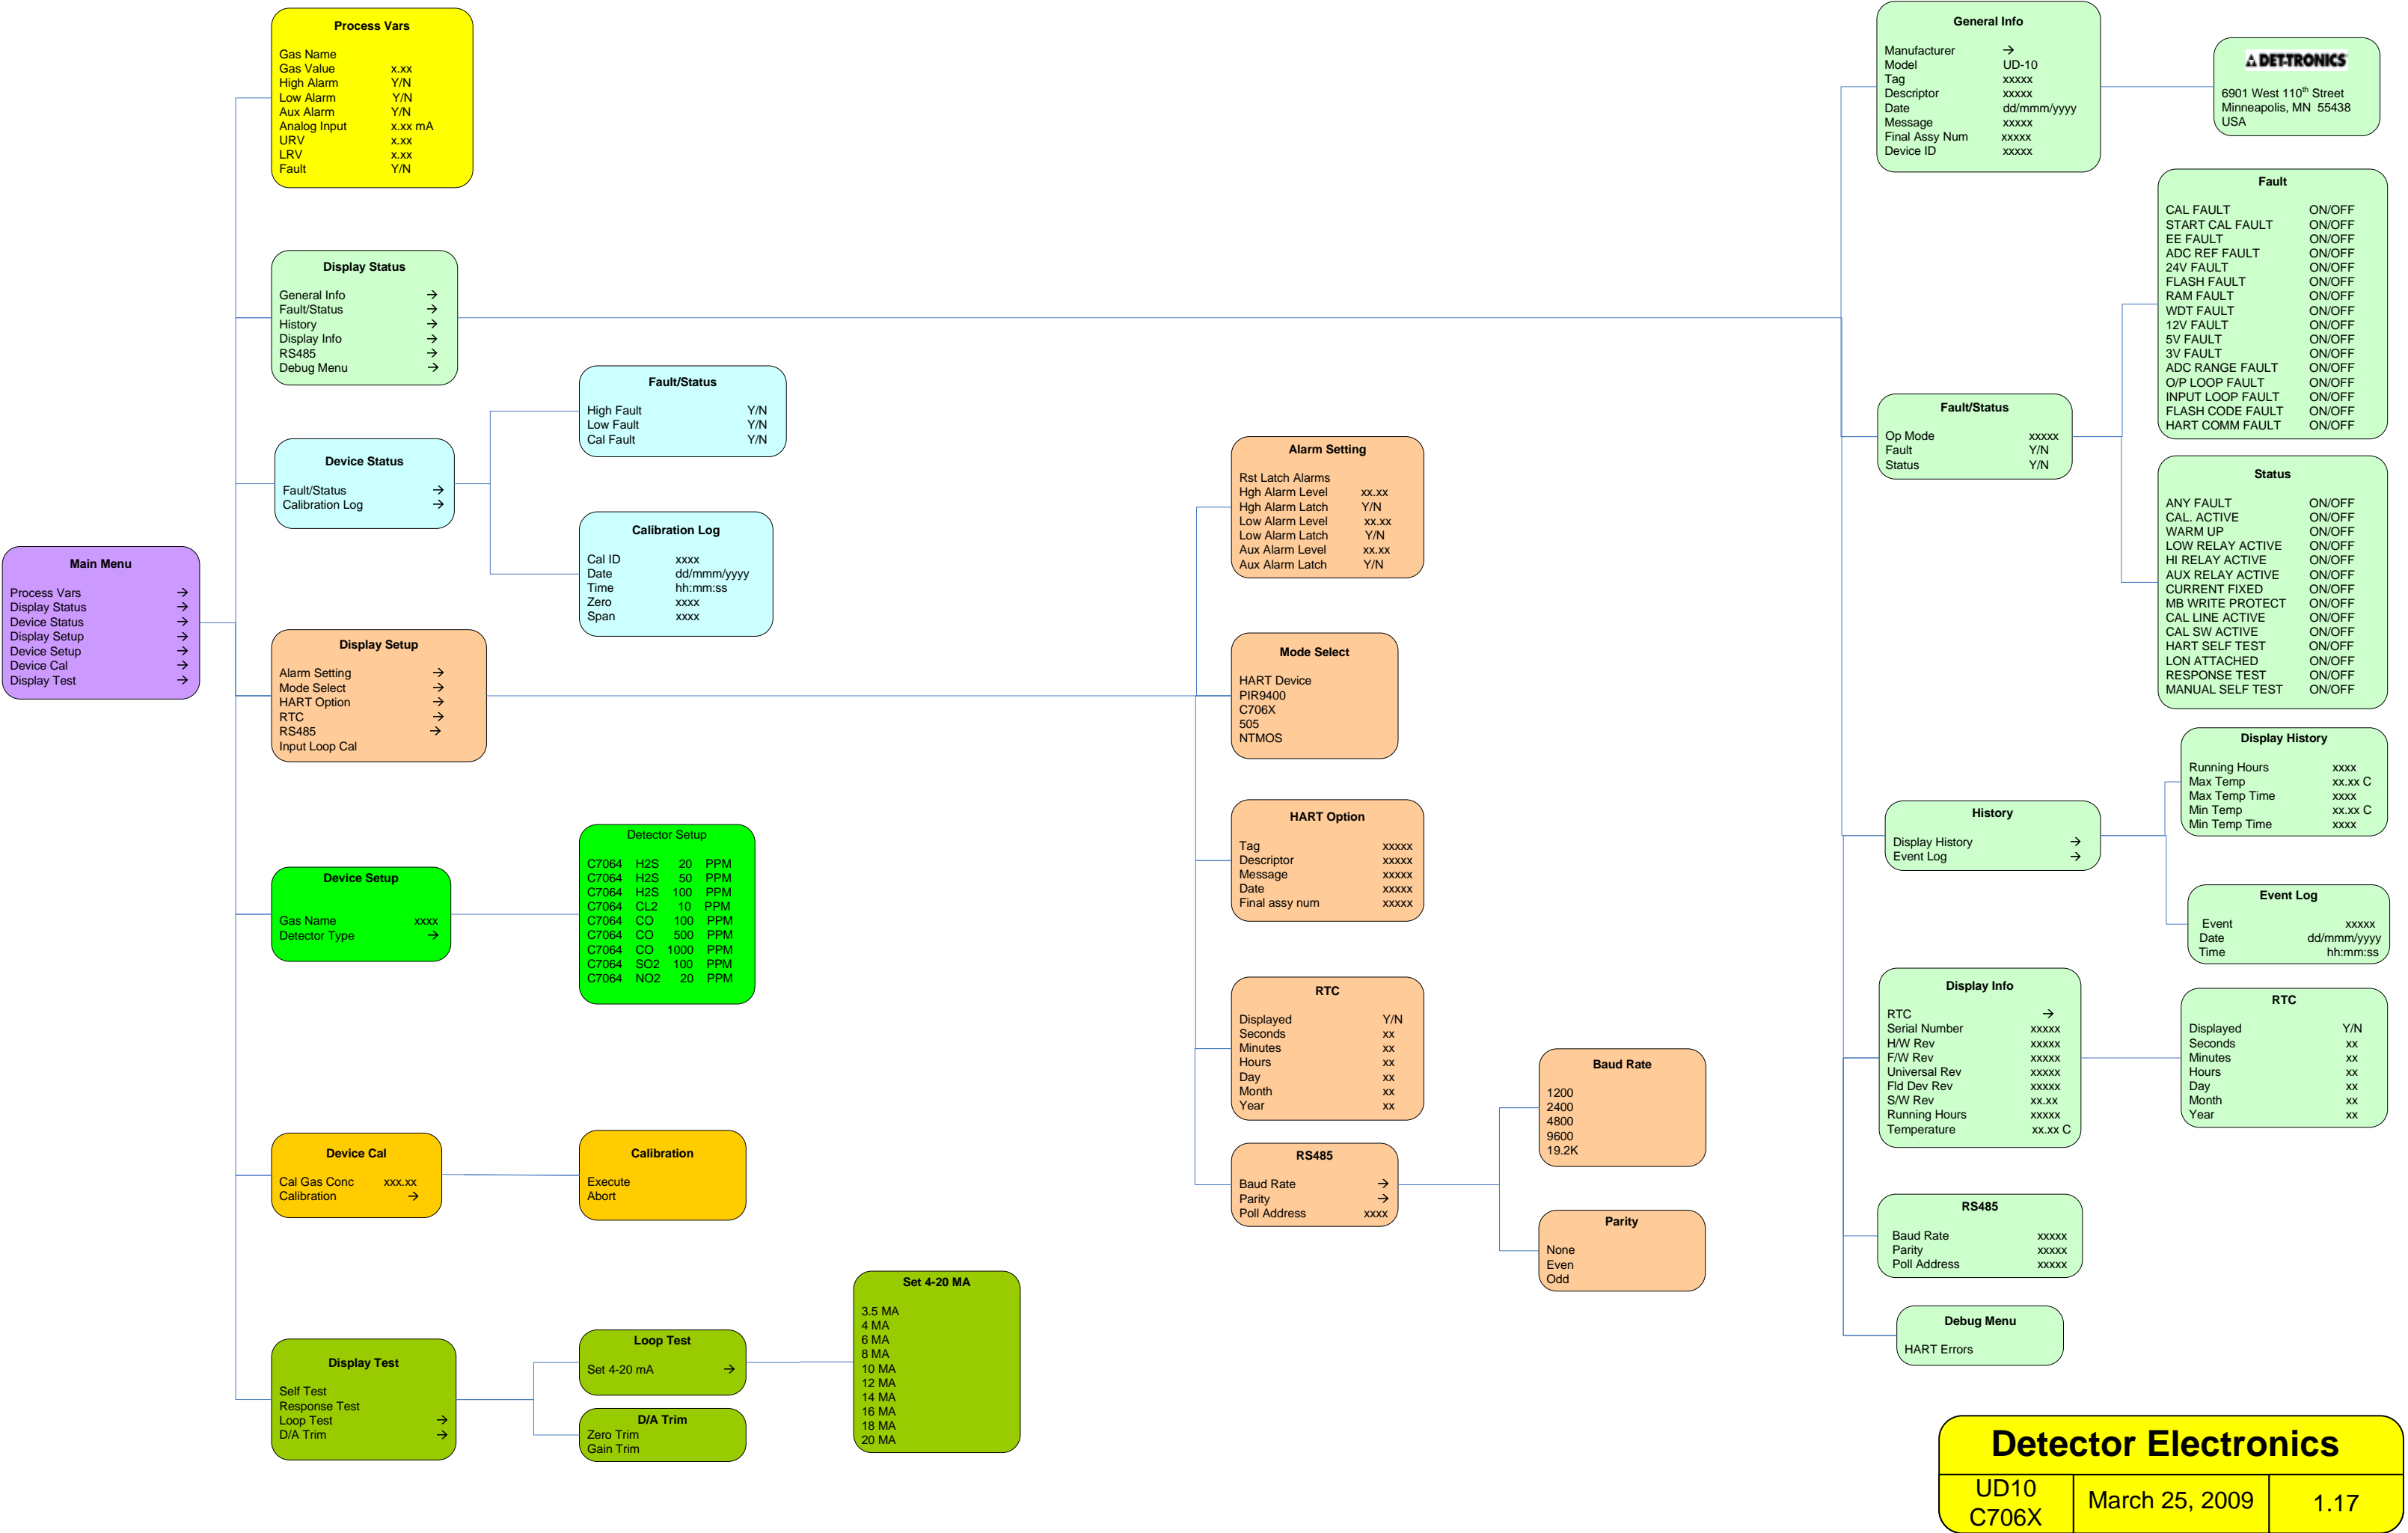 Main Menu
Process Vars →
Display Status →
Device Status →
Display Setup →
Device Setup →
Device Cal →
Display Test →
Process Vars
Gas Name
Gas Value x.xx
High Alarm Y/N
Low Alarm Y/N
Aux Alarm Y/N
Analog Input x.xx mA
URV x.xx
LRV x.xx
Fault Y/N
Display Status
General Info →
Fault/Status →
History →
Display Info →
RS485 →
Debug Menu →
Device Status
Fault/Status →
Calibration Log →
Fault/Status
High Fault Y/N
Low Fault Y/N
Cal Fault Y/N
Calibration Log
Cal ID xxxx
Date dd/mmm/yyyy
Time hh:mm:ss
Zero xxxx
Span xxxx
Display Setup
Alarm Setting →
Mode Select →
HART Option →
RTC →
RS485 →
Input Loop Cal
Device Setup
Gas Name xxxx
Detector Type →
Detector Setup
C7064 H2S 20 PPM
C7064 H2S 50 PPM
C7064 H2S 100 PPM
C7064 CL2 10 PPM
C7064 CO 100 PPM
C7064 CO 500 PPM
C7064 CO 1000 PPM
C7064 SO2 100 PPM
C7064 NO2 20 PPM
Device Cal
Cal Gas Conc xxx.xx
Calibration →
Calibration
Execute
Abort
Display Test
Self Test
Response Test
Loop Test →
D/A Trim →
Loop Test
Set 4-20 mA →
D/A Trim
Zero Trim
Gain Trim
Set 4-20 MA
3.5 MA
4 MA
6 MA
8 MA
10 MA
12 MA
14 MA
16 MA
18 MA
20 MA
Alarm Setting
Rst Latch Alarms
Hgh Alarm Level xx.xx
Hgh Alarm Latch Y/N
Low Alarm Level xx.xx
Low Alarm Latch Y/N
Aux Alarm Level xx.xx
Aux Alarm Latch Y/N
Mode Select
HART Device
PIR9400
C706X
505
NTMOS
HART Option
Tag xxxxx
Descriptor xxxxx
Message xxxxx
Date xxxxx
Final assy num xxxxx
RTC
Displayed Y/N
Seconds xx
Minutes xx
Hours xx
Day xx
Month xx
Year xx
RS485
Baud Rate →
Parity →
Poll Address xxxx
Baud Rate
1200
2400
4800
9600
19.2K
Parity
None
Even
Odd
General Info
Manufacturer →
Model UD-10
Tag xxxxx
Descriptor xxxxx
Date dd/mmm/yyyy
Message xxxxx
Final Assy Num xxxxx
Device ID xxxxx
DET-TRONICS
6901 West 110th Street
Minneapolis, MN 55438
USA
Fault/Status
Op Mode xxxxx
Fault Y/N
Status Y/N
Fault
CAL FAULT ON/OFF
START CAL FAULT ON/OFF
EE FAULT ON/OFF
ADC REF FAULT ON/OFF
24V FAULT ON/OFF
FLASH FAULT ON/OFF
RAM FAULT ON/OFF
WDT FAULT ON/OFF
12V FAULT ON/OFF
5V FAULT ON/OFF
3V FAULT ON/OFF
ADC RANGE FAULT ON/OFF
O/P LOOP FAULT ON/OFF
INPUT LOOP FAULT ON/OFF
FLASH CODE FAULT ON/OFF
HART COMM FAULT ON/OFF
Status
ANY FAULT ON/OFF
CAL. ACTIVE ON/OFF
WARM UP ON/OFF
LOW RELAY ACTIVE ON/OFF
HI RELAY ACTIVE ON/OFF
AUX RELAY ACTIVE ON/OFF
CURRENT FIXED ON/OFF
MB WRITE PROTECT ON/OFF
CAL LINE ACTIVE ON/OFF
CAL SW ACTIVE ON/OFF
HART SELF TEST ON/OFF
LON ATTACHED ON/OFF
RESPONSE TEST ON/OFF
MANUAL SELF TEST ON/OFF
History
Display History →
Event Log →
Display History
Running Hours xxxx
Max Temp xx.xx C
Max Temp Time xxxx
Min Temp xx.xx C
Min Temp Time xxxx
Event Log
Event xxxxx
Date dd/mmm/yyyy
Time hh:mm:ss
Display Info
RTC →
Serial Number xxxxx
H/W Rev xxxxx
F/W Rev xxxxx
Universal Rev xxxxx
Fld Dev Rev xxxxx
S/W Rev xx.xx
Running Hours xxxxx
Temperature xx.xx C
RTC
Displayed Y/N
Seconds xx
Minutes xx
Hours xx
Day xx
Month xx
Year xx
RS485
Baud Rate xxxxx
Parity xxxxx
Poll Address xxxxx
Debug Menu
HART Errors
Detector Electronics
UD10
C706X
March 25, 2009
1.17